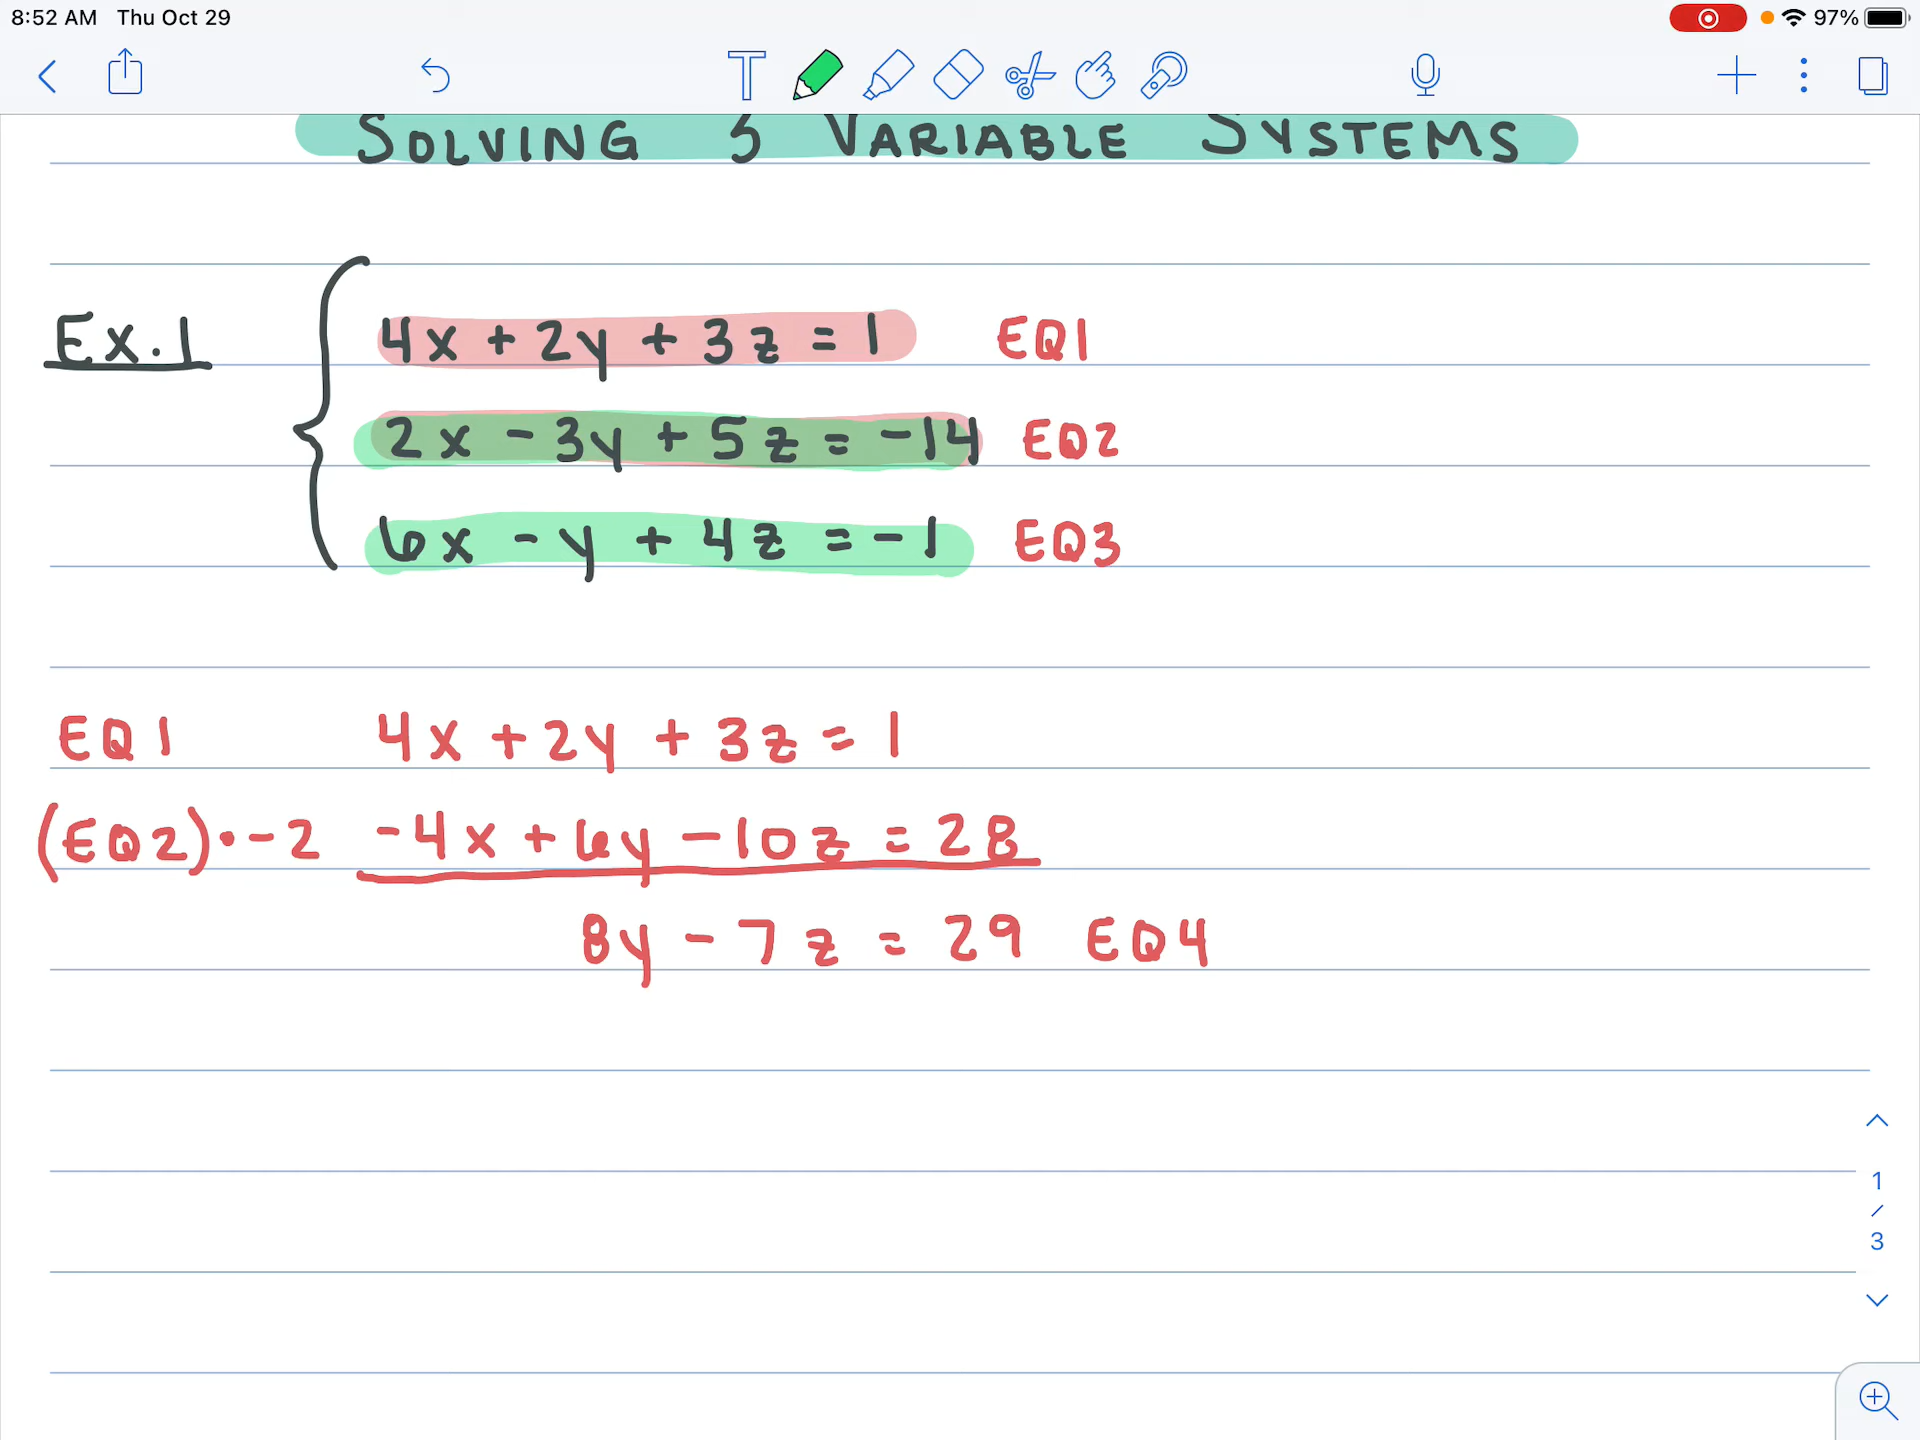 8:52 AM Thu Oct 29 97%
T
SOLVING 3 VARIABLE SYSTEMS
4x + 2y + 3z = 1 EQ1
Ex. 1
2x - 3y + 5z = -14 EQ2
6x - y + 4z = -1 EQ3
EQ1 4x + 2y + 3z = 1
(EQ2) • -2 -4x + 6y - 10z = 28
8y - 7z = 29 EQ4
1
/
3